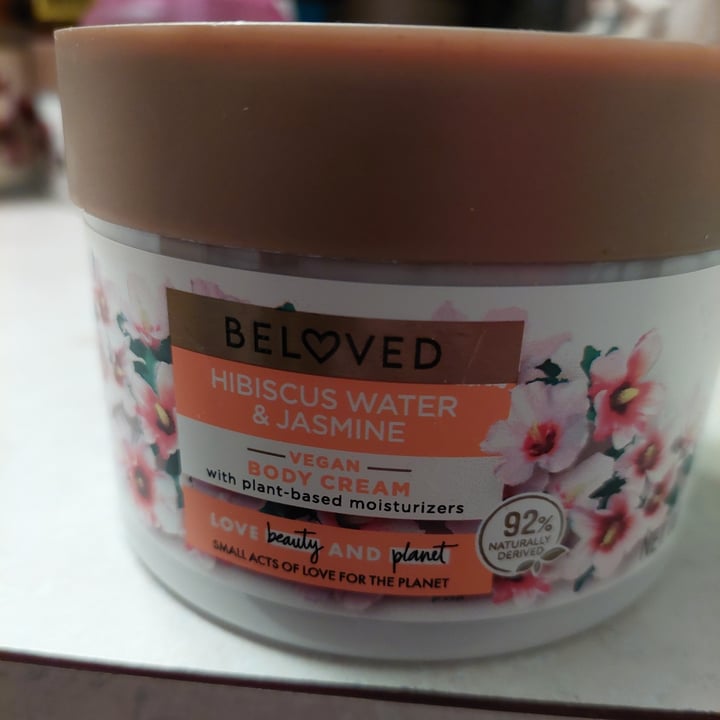 BELOVED
HIBISCUS WATER
& JASMINE
VEGAN
BODY CREAM
with plant-based moisturizers
LOVE beauty AND planet
SMALL ACTS OF LOVE FOR THE PLANET
92%
NATURALLY
DERIVED